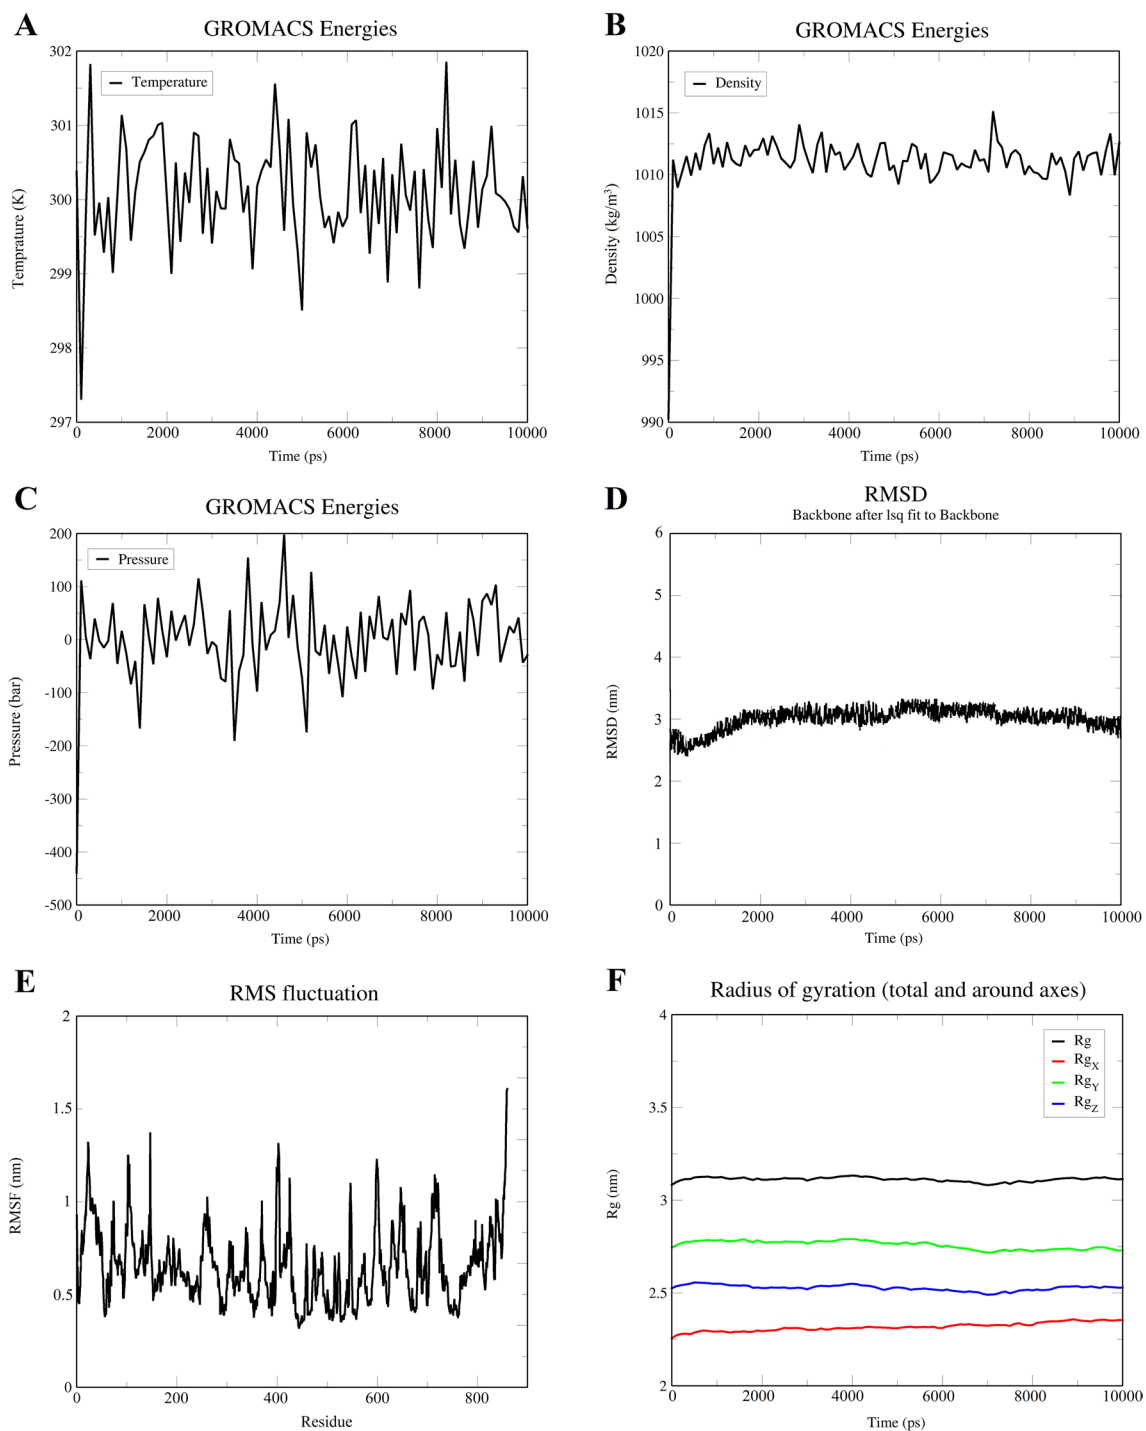 A
GROMACS Energies
302
301
300
299
298
297
Temprature (K)
Temperature
0
2000
4000
6000
8000
10000
Time (ps)
B
GROMACS Energies
1020
1015
1010
1005
1000
995
990
Density (kg/m³)
Density
0
2000
4000
6000
8000
10000
Time (ps)
C
GROMACS Energies
200
100
0
-100
-200
-300
-400
-500
Pressure (bar)
Pressure
0
2000
4000
6000
8000
10000
Time (ps)
D
RMSD
Backbone after lsq fit to Backbone
6
5
4
3
2
1
0
RMSD (nm)
0
2000
4000
6000
8000
10000
Time (ps)
E
RMS fluctuation
2
1.5
1
0.5
0
RMSF (nm)
0
200
400
600
800
Residue
F
Radius of gyration (total and around axes)
4
3.5
3
2.5
2
Rg (nm)
Rg
Rg_X
Rg_Y
Rg_Z
0
2000
4000
6000
8000
10000
Time (ps)